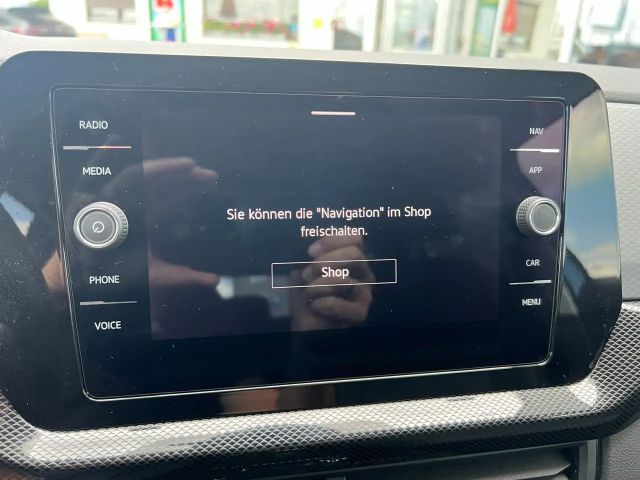 RADIO
MEDIA
PHONE
VOICE
Sie können die "Navigation" im Shop
freischalten.
Shop
NAV
APP
CAR
MENU